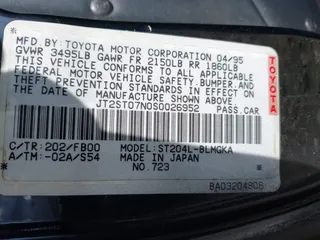 MFD. BY TOYOTA MOTOR CORPORATION 04/95
GVWR 3495LB GAWR FR 2150LB RR 1860LB
THIS VEHICLE CONFORMS TO ALL APPLICABLE
FEDERAL MOTOR VEHICLE SAFETY, BUMPER, AND
THEFT PREVENTION STANDARDS IN EFFECT ON
THE DATE OF MANUFACTURE SHOWN ABOVE.
JT2ST07N0S0026952 PASS.CAR
TOYOTA
C/TR: 202/FB00 MODEL: ST204L-BLMGKA
A/TM: -02A/S54 MADE IN JAPAN
NO. 723
BA03204808